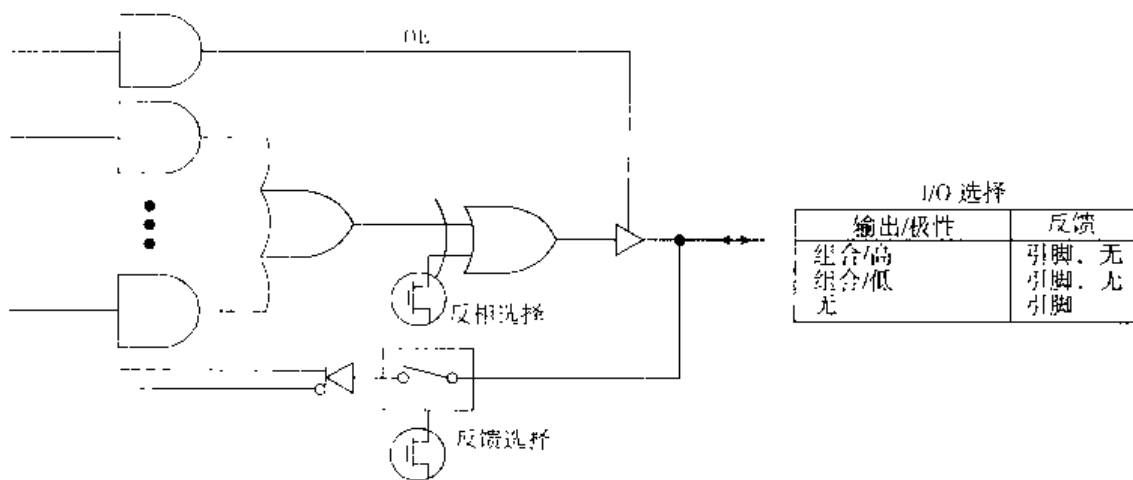 OE
I/O 选择
输出/极性 反馈
组合/高 引脚、无
组合/低 引脚、无
无 引脚
反相选择
反馈选择